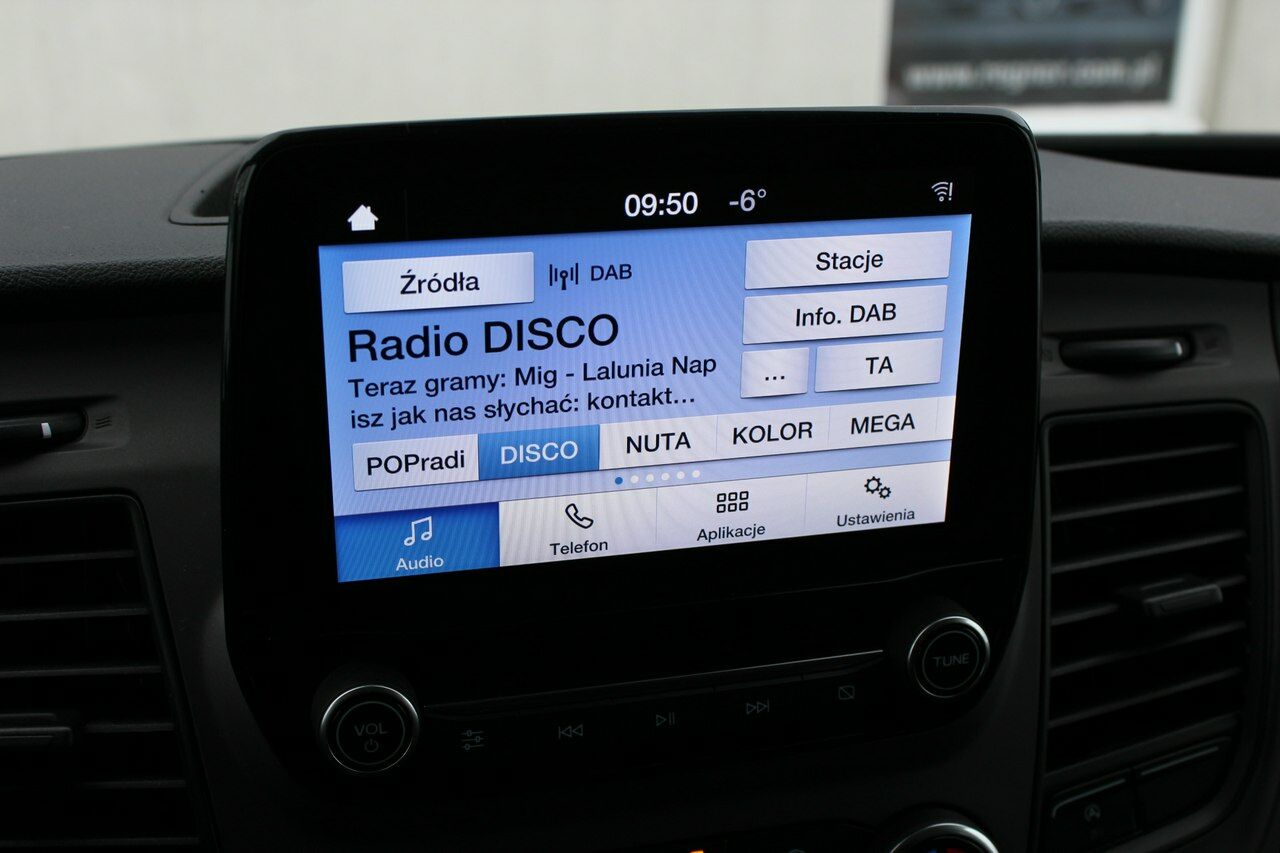 09:50 -6°
Źródła
DAB
Stacje
Radio DISCO
Info. DAB
Teraz gramy: Mig - Lalunia Nap
isz jak nas słychać: kontakt...
...
TA
POPradi
DISCO
NUTA
KOLOR
MEGA
Audio
Telefon
Aplikacje
Ustawienia
VOL
TUNE